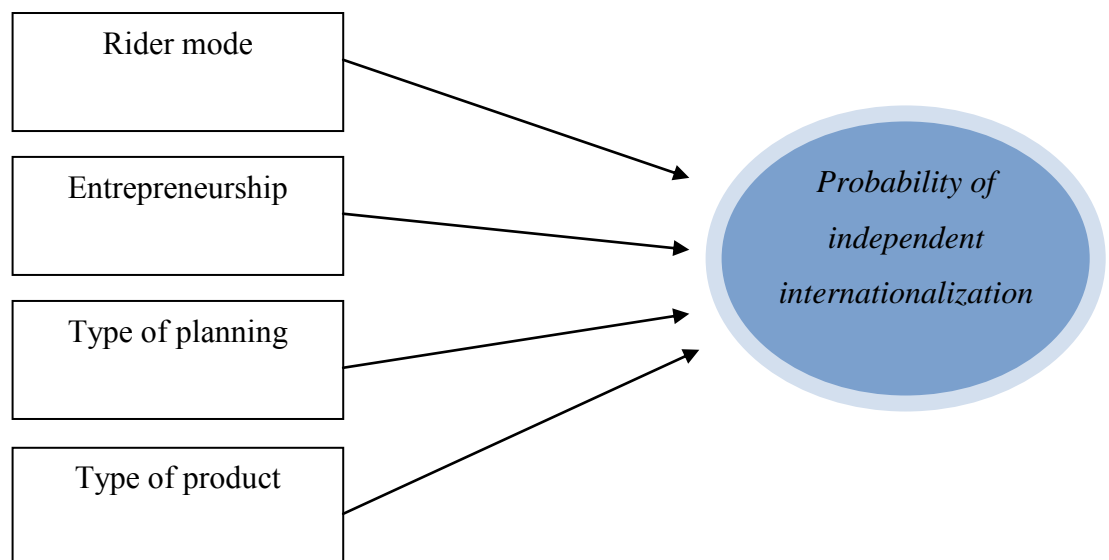 Rider mode
Entrepreneurship
Type of planning
Type of product
Probability of
independent
internationalization